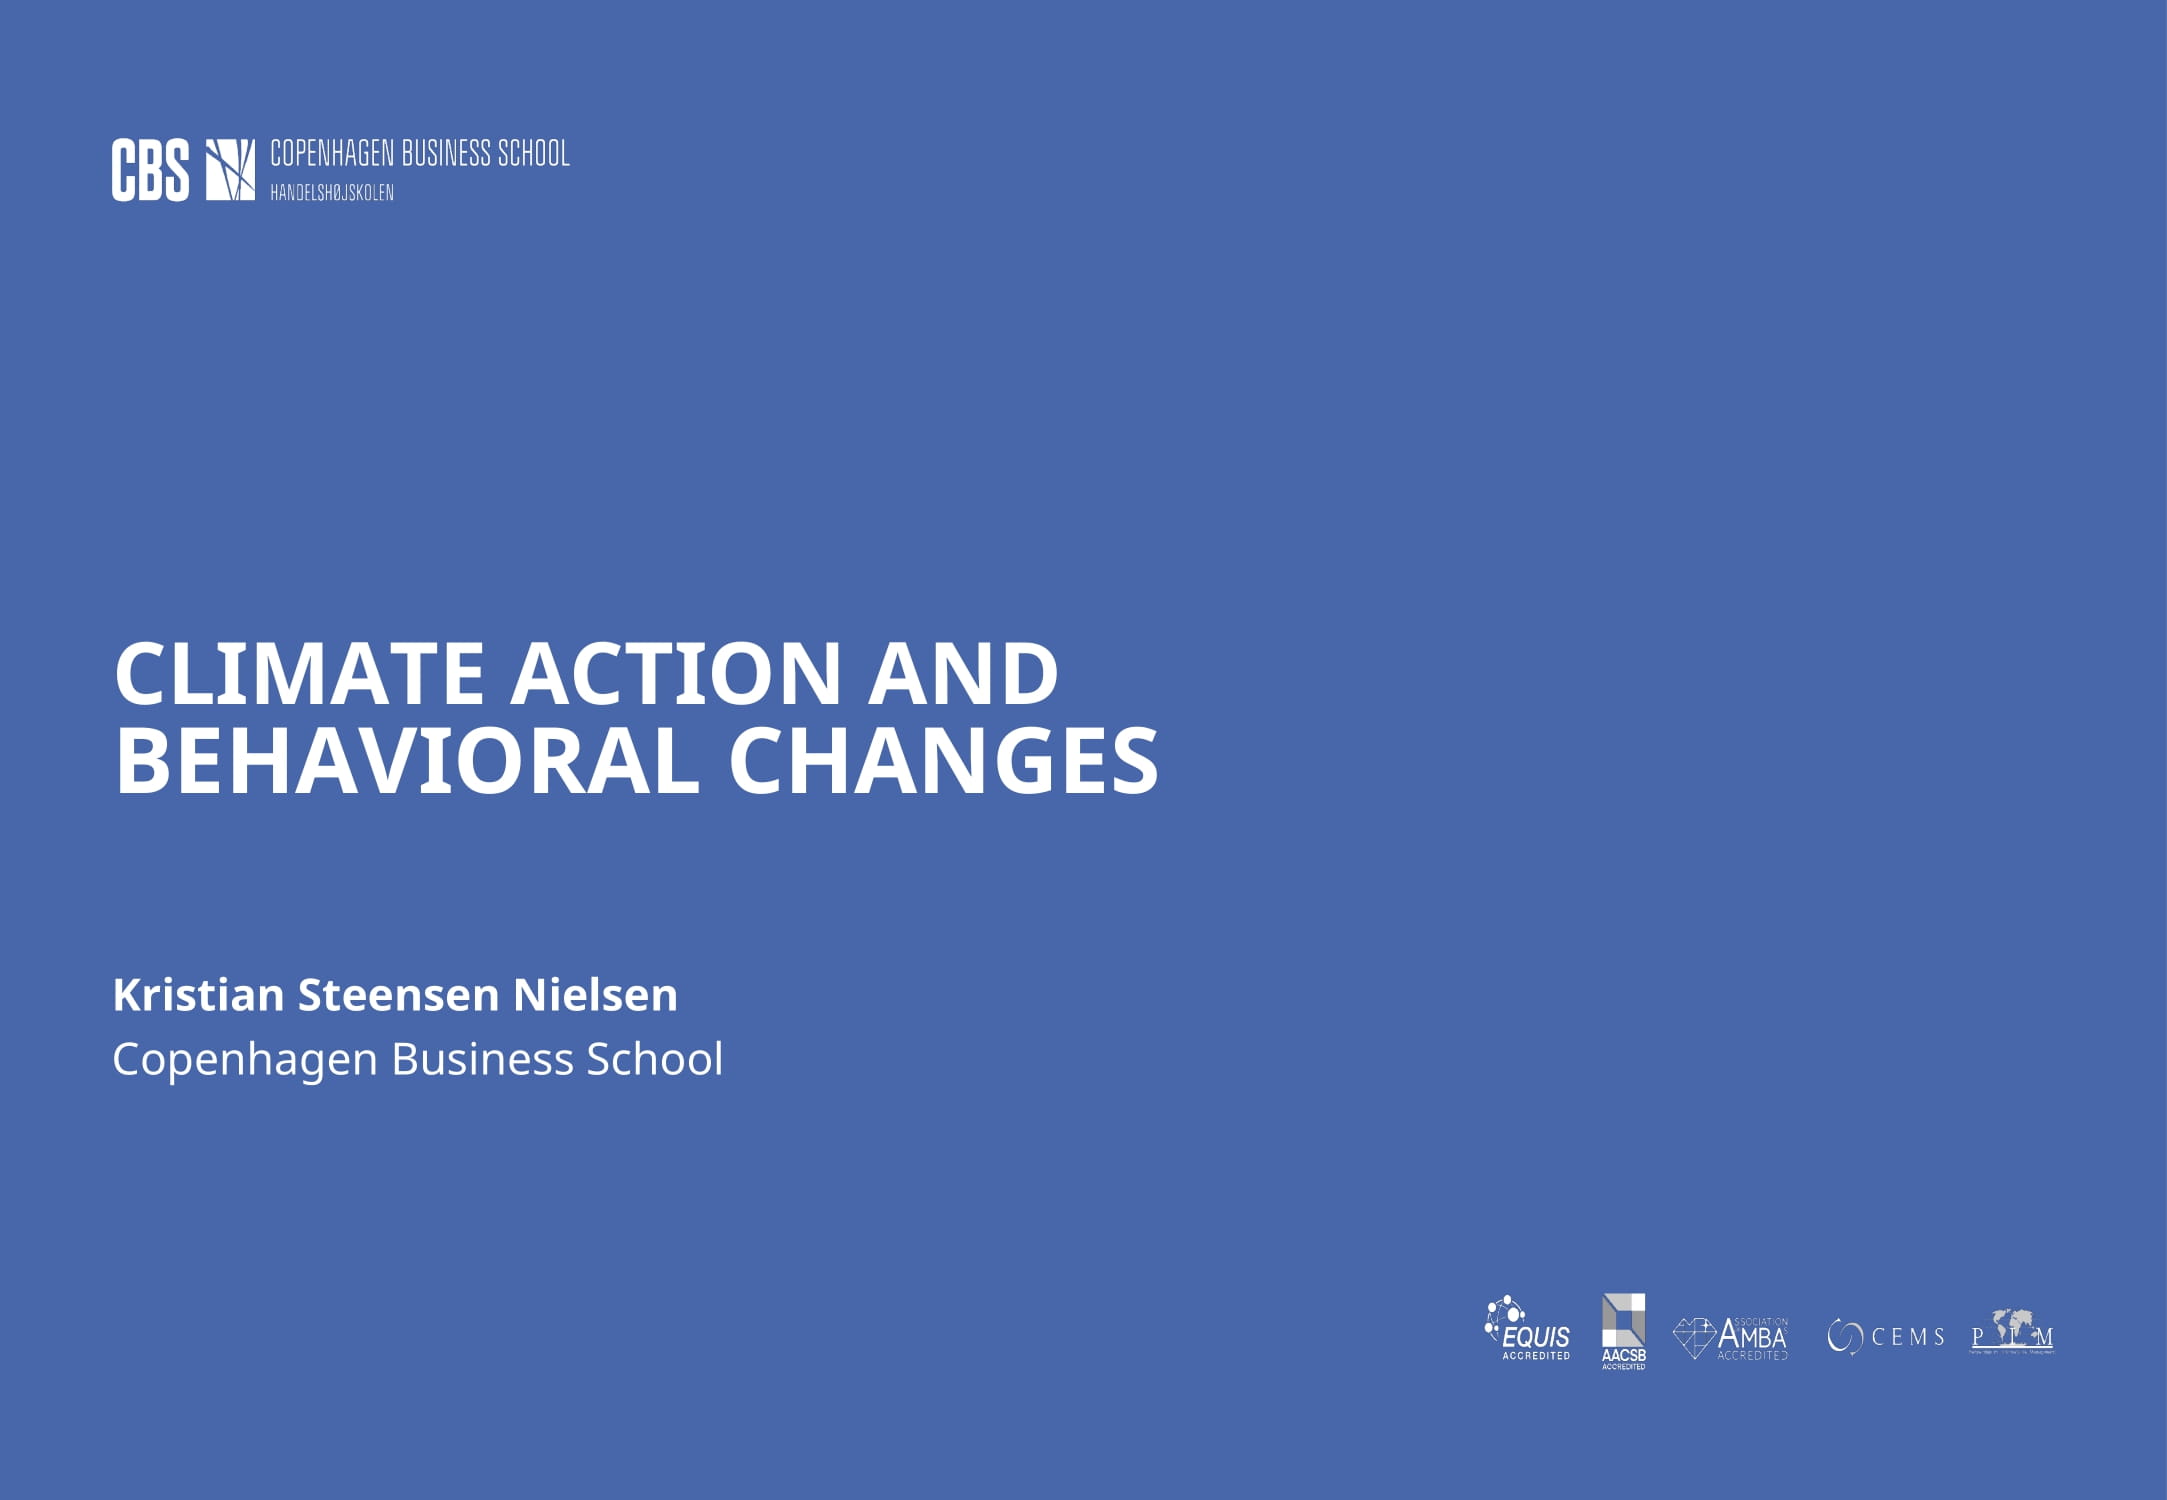 CBS COPENHAGEN BUSINESS SCHOOL
HANDELSHØJSKOLEN
CLIMATE ACTION AND
BEHAVIORAL CHANGES
Kristian Steensen Nielsen
Copenhagen Business School
EQUIS
ACCREDITED
AACSB
ACCREDITED
ASSOCIATION
AMBA
ACCREDITED
CEMS
PIM